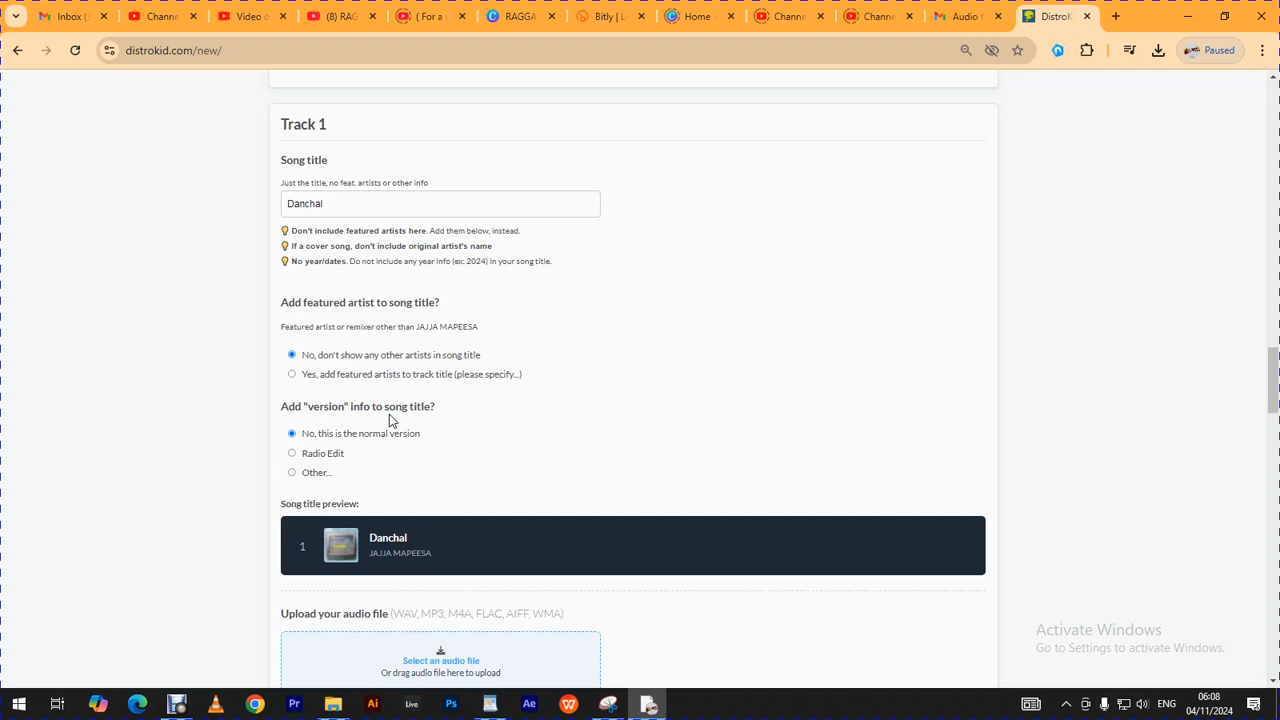 Inbox (3
Channe
Video d
(8) RAG
( For a
RAGGA
Bitly | L
Home -
Channe
Channe
Audio f
DistroK
distrokid.com/new/
Paused
Track 1
Song title
Just the title, no feat. artists or other info
Danchal
Don't include featured artists here. Add them below, instead.
If a cover song, don't include original artist's name
No year/dates. Do not include any year info (ex: 2024) in your song title.
Add featured artist to song title?
Featured artist or remixer other than JAJJA MAPEESA
No, don't show any other artists in song title
Yes, add featured artists to track title (please specify...)
Add "version" info to song title?
No, this is the normal version
Radio Edit
Other...
Song title preview:
1
Danchal
JAJJA MAPEESA
Upload your audio file (WAV, MP3, M4A, FLAC, AIFF, WMA)
Select an audio file
Or drag audio file here to upload
Activate Windows
Go to Settings to activate Windows.
Pr
Ai
Live
Ps
Ae
ENG
06:08
04/11/2024